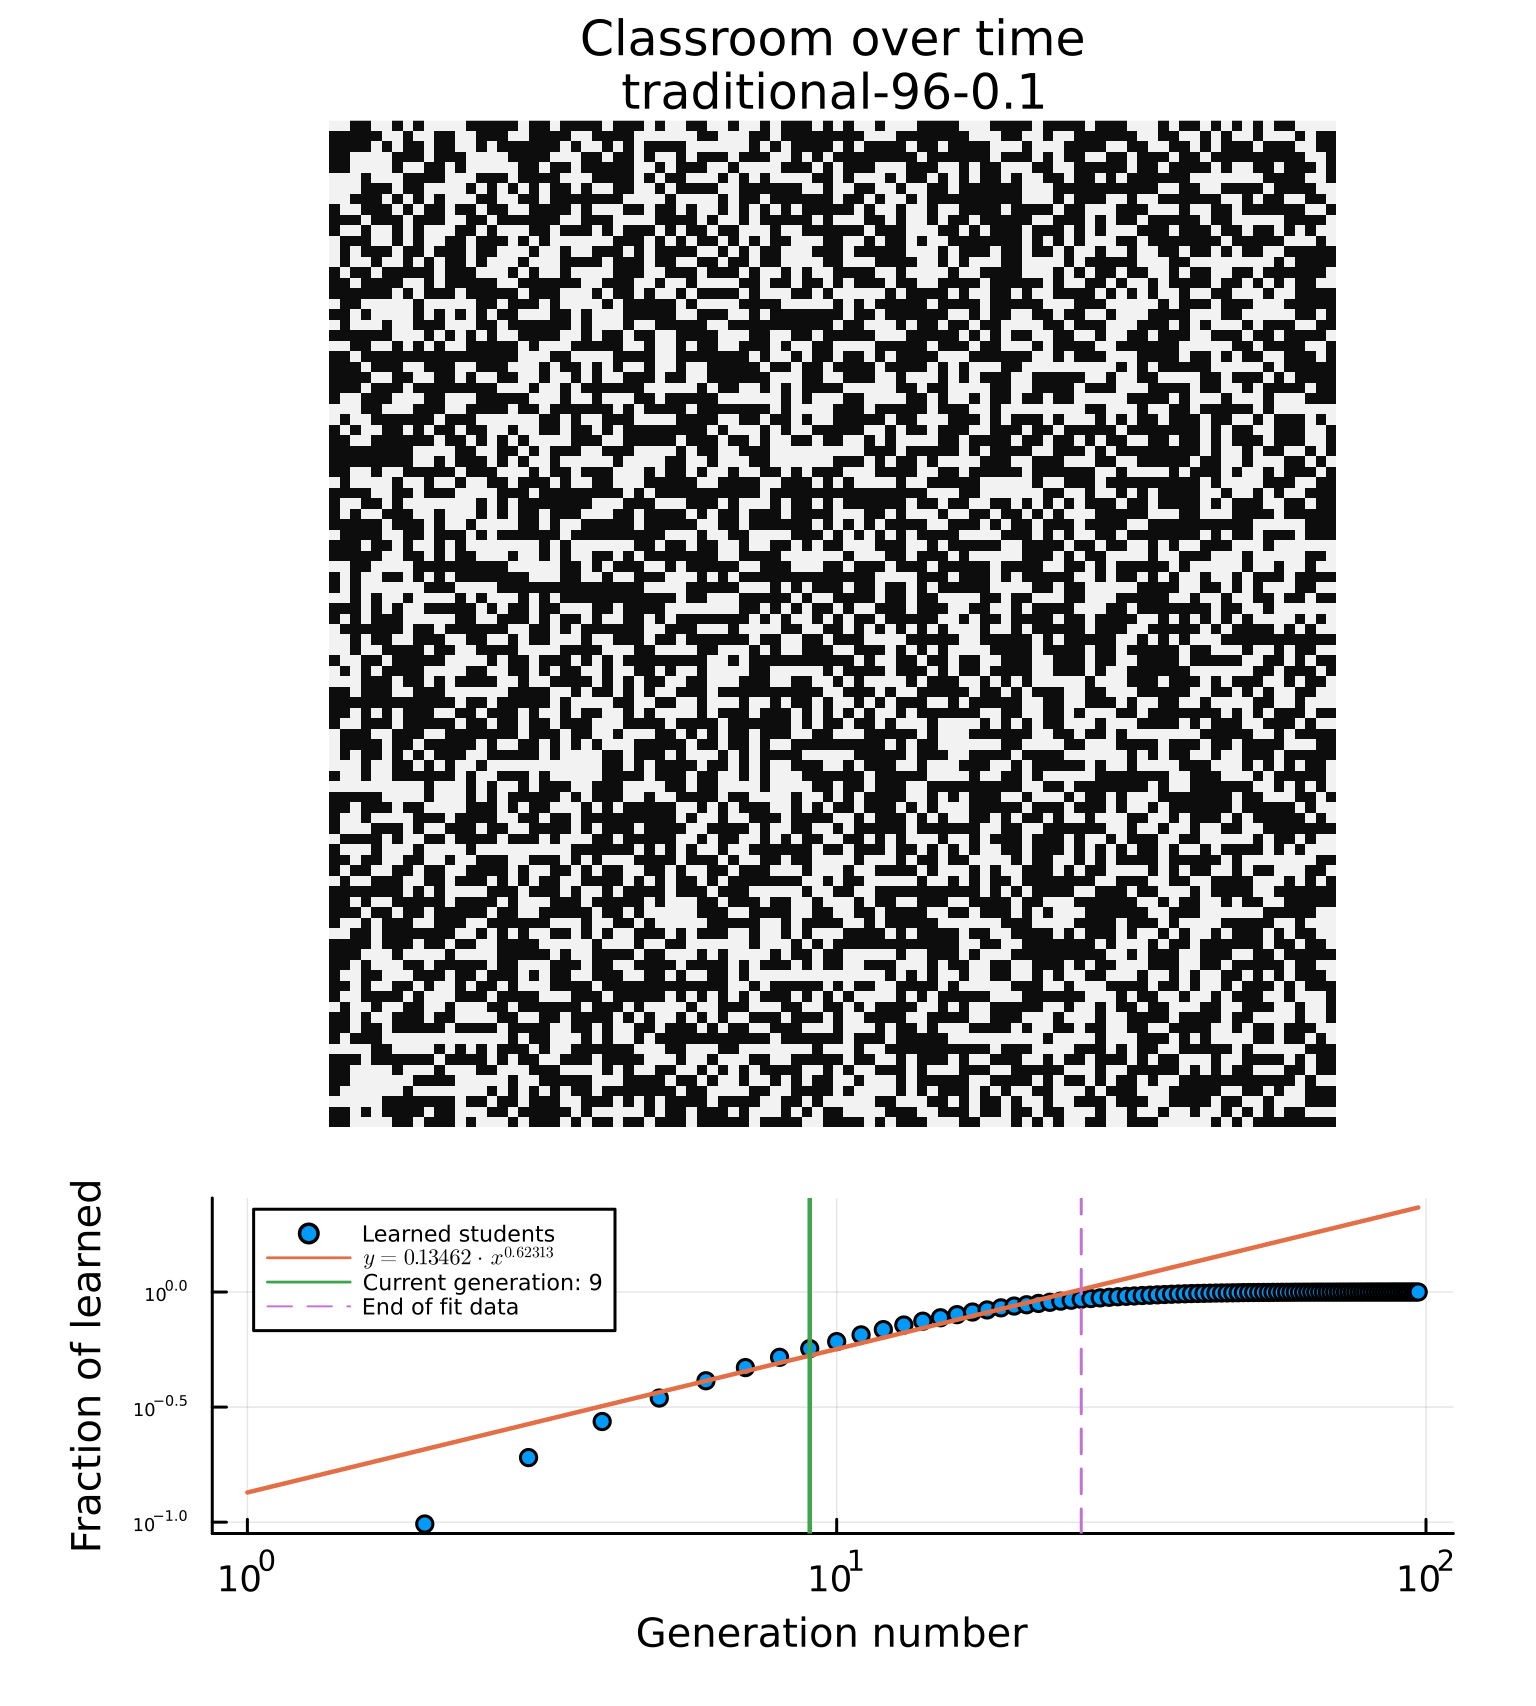 Classroom over time
traditional-96-0.1
Fraction of learned
Learned students
y = 0.13462 · x^0.62313
Current generation: 9
End of fit data
10^0.0
10^−0.5
10^−1.0
10^0
10^1
10^2
Generation number